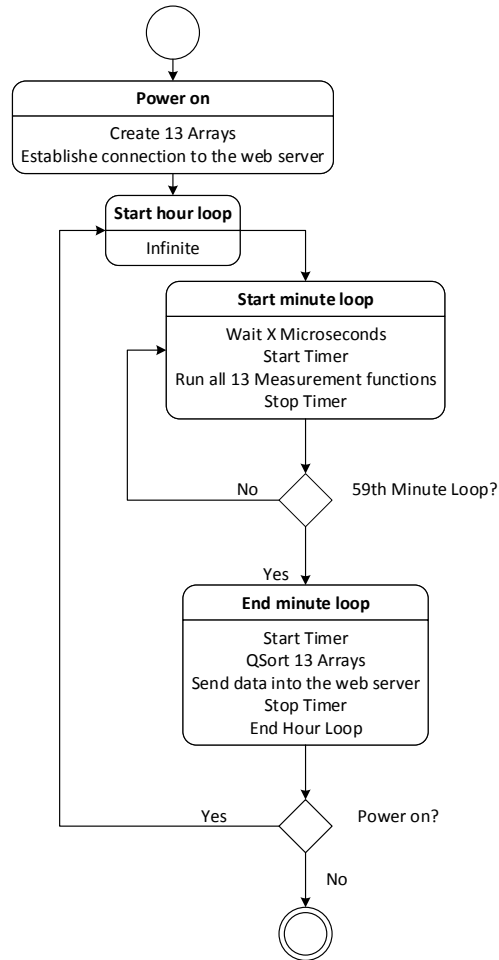 Power on
Create 13 Arrays
Establishe connection to the web server
Start hour loop
Infinite
Start minute loop
Wait X Microseconds
Start Timer
Run all 13 Measurement functions
Stop Timer
No
59th Minute Loop?
Yes
End minute loop
Start Timer
QSort 13 Arrays
Send data into the web server
Stop Timer
End Hour Loop
Yes
Power on?
No